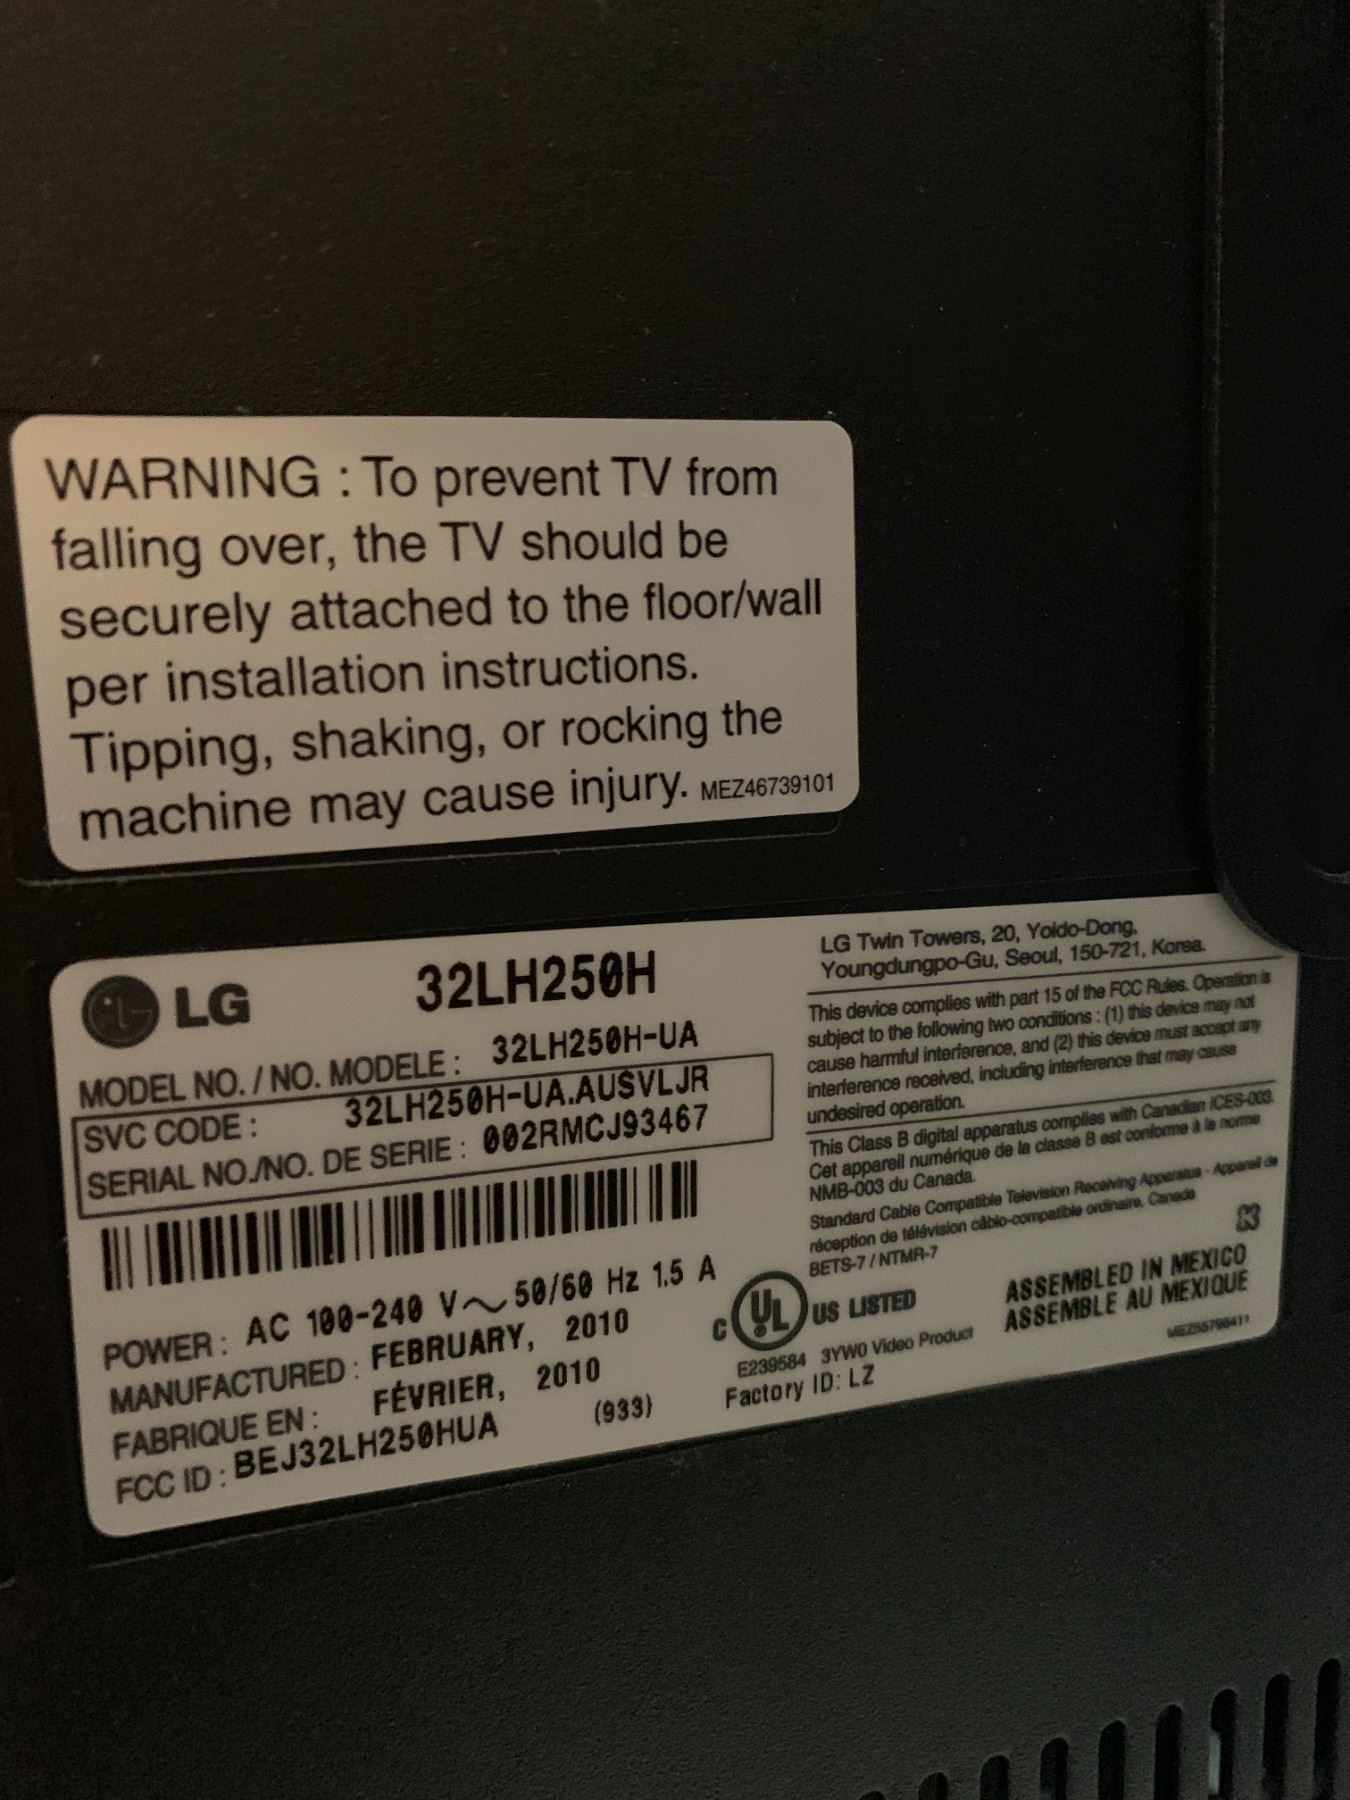 WARNING : To prevent TV from
falling over, the TV should be
securely attached to the floor/wall
per installation instructions.
Tipping, shaking, or rocking the
machine may cause injury. MEZ46739101
LG
32LH250H
MODEL NO. / NO. MODELE : 32LH250H-UA
SVC CODE : 32LH250H-UA.AUSVLJR
SERIAL NO./NO. DE SERIE : 002RMCJ93467
POWER : AC 100-240 V~ 50/60 Hz 1.5 A
MANUFACTURED : FEBRUARY, 2010
FABRIQUE EN : FÉVRIER, 2010
FCC ID : BEJ32LH250HUA (933)
LG Twin Towers, 20, Yoido-Dong,
Youngdungpo-Gu, Seoul, 150-721, Korea.
This device complies with part 15 of the FCC Rules. Operation is
subject to the following two conditions : (1) this device may not
cause harmful interference, and (2) this device must accept any
interference received, including interference that may cause
undesired operation.
This Class B digital apparatus complies with Canadian ICES-003.
Cet appareil numérique de la classe B est conforme à la norme
NMB-003 du Canada.
Standard Cable Compatible Television Receiving Apparatus - Appareil de
réception de télévision câblo-compatible ordinaire, Canada
BETS-7 / NTMR-7
C UL US LISTED
E239584 3YW0 Video Product
Factory ID: LZ
ASSEMBLED IN MEXICO
ASSEMBLE AU MEXIQUE